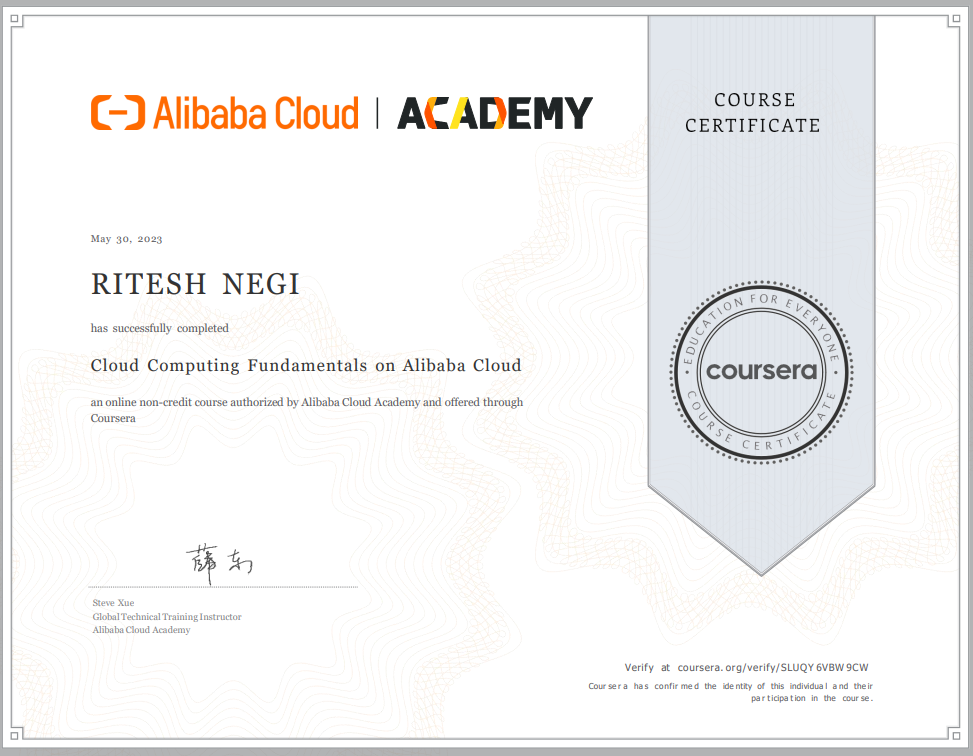 Alibaba Cloud | ACADEMY
COURSE
CERTIFICATE
May 30, 2023
RITESH NEGI
has successfully completed
Cloud Computing Fundamentals on Alibaba Cloud
an online non-credit course authorized by Alibaba Cloud Academy and offered through
Coursera
EDUCATION FOR EVERYONE
coursera
COURSE CERTIFICATE
Steve Xue
Global Technical Training Instructor
Alibaba Cloud Academy
Verify at coursera.org/verify/SLUQY6VBW9CW
Coursera has confirmed the identity of this individual and their
participation in the course.